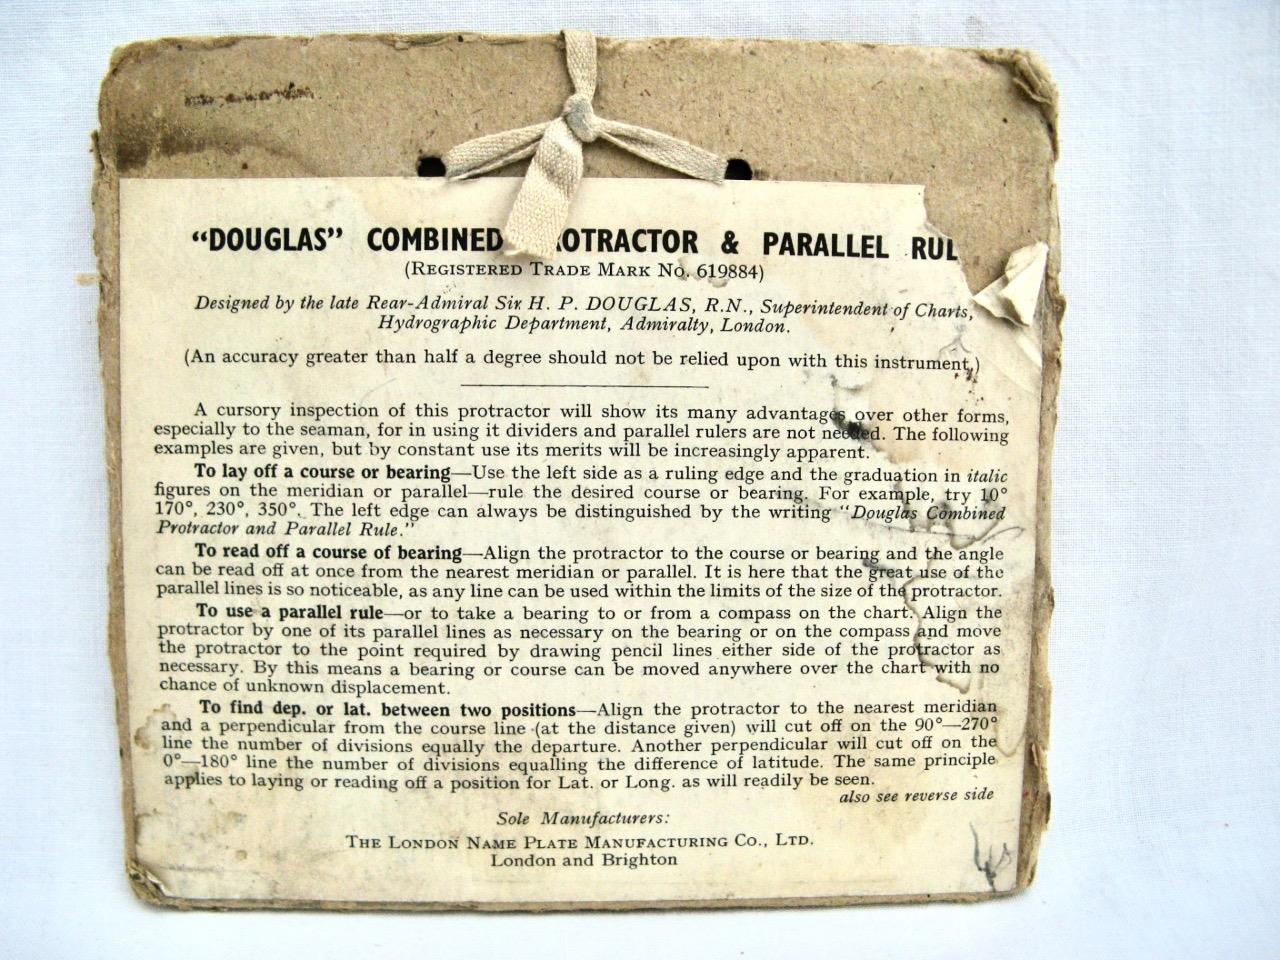 "DOUGLAS" COMBINED OTRACTOR & PARALLEL RUL
(REGISTERED TRADE MARK NO. 619884)
Designed by the late Rear-Admiral Sir H. P. DOUGLAS, R.N., Superintendent of Charts,
Hydrographic Department, Admiralty, London.
(An accuracy greater than half a degree should not be relied upon with this instrument.)
A cursory inspection of this protractor will show its many advantages over other forms,
especially to the seaman, for in using it dividers and parallel rulers are not needed. The following
examples are given, but by constant use its merits will be increasingly apparent.
To lay off a course or bearing—Use the left side as a ruling edge and the graduation in italic
figures on the meridian or parallel—rule the desired course or bearing. For example, try 10°
170°, 230°, 350°. The left edge can always be distinguished by the writing "Douglas Combined
Protractor and Parallel Rule."
To read off a course of bearing—Align the protractor to the course or bearing and the angle
can be read off at once from the nearest meridian or parallel. It is here that the great use of the
parallel lines is so noticeable, as any line can be used within the limits of the size of the protractor.
To use a parallel rule—or to take a bearing to or from a compass on the chart. Align the
protractor by one of its parallel lines as necessary on the bearing or on the compass and move
the protractor to the point required by drawing pencil lines either side of the protractor as
necessary. By this means a bearing or course can be moved anywhere over the chart with no
chance of unknown displacement.
To find dep. or lat. between two positions—Align the protractor to the nearest meridian
and a perpendicular from the course line (at the distance given) will cut off on the 90°—270°
line the number of divisions equally the departure. Another perpendicular will cut off on the
0°—180° line the number of divisions equalling the difference of latitude. The same principle
applies to laying or reading off a position for Lat. or Long. as will readily be seen.
also see reverse side
Sole Manufacturers:
THE LONDON NAME PLATE MANUFACTURING CO., LTD.
London and Brighton